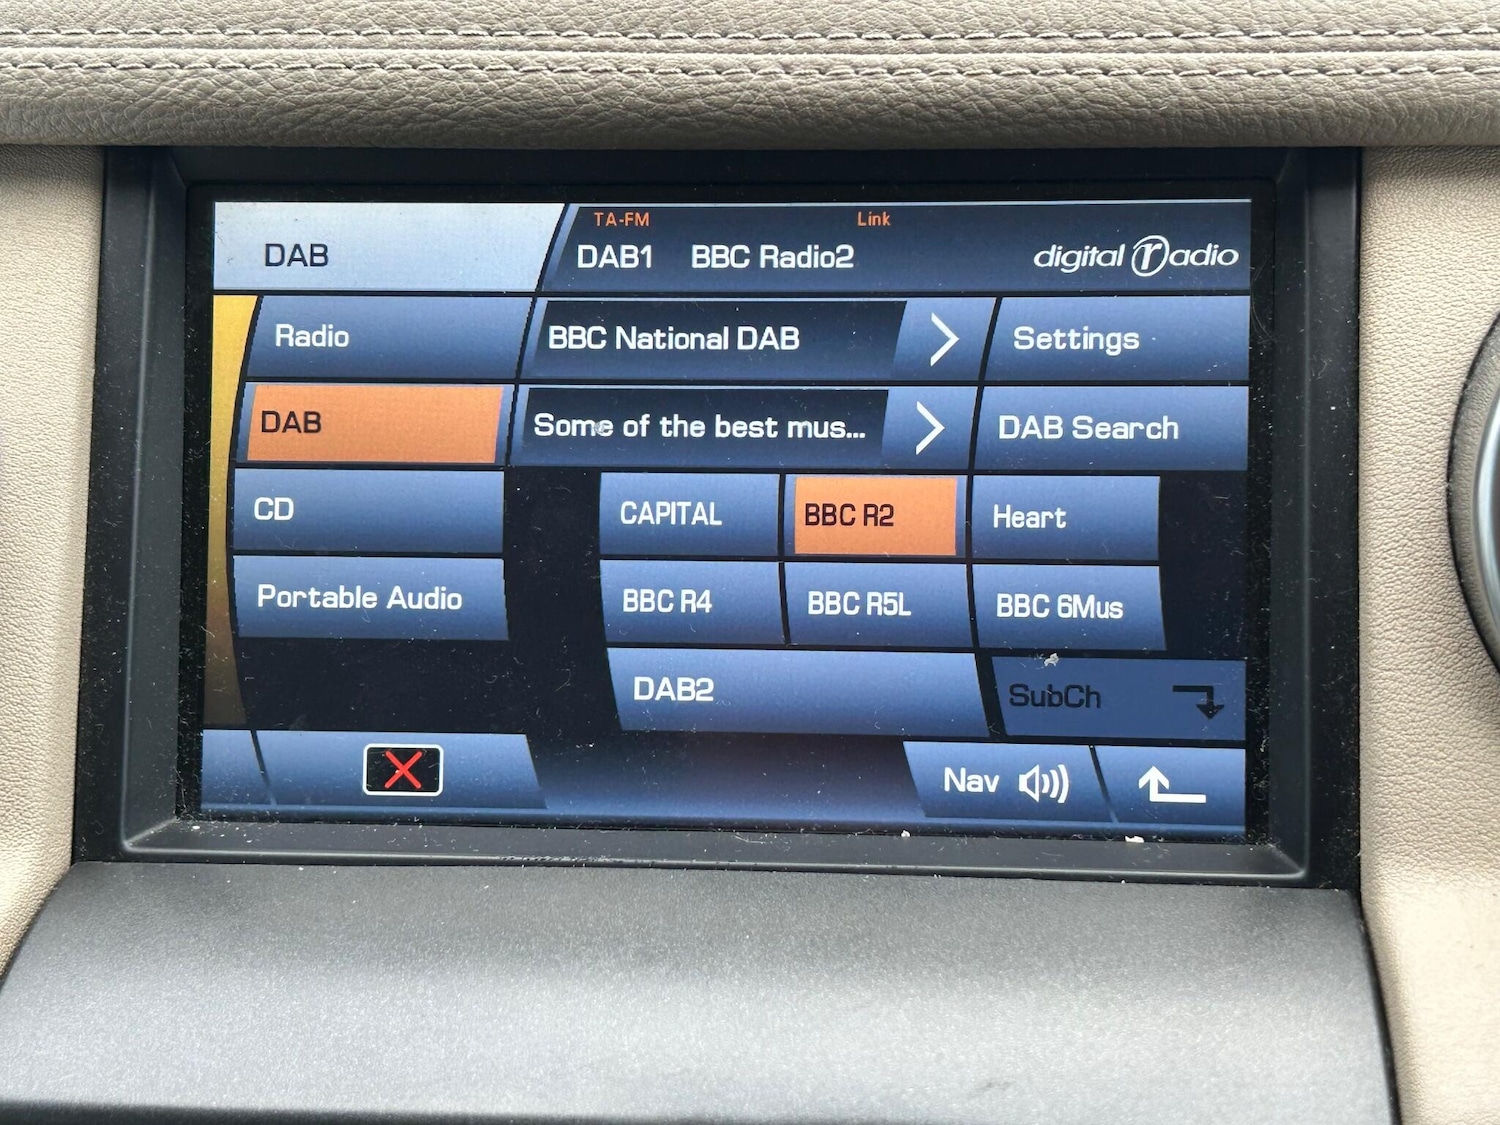 TA-FM Link
DAB DAB1 BBC Radio2 digital radio
Radio BBC National DAB Settings
DAB Some of the best mus... DAB Search
CD CAPITAL BBC R2 Heart
Portable Audio BBC R4 BBC R5L BBC 6Mus
DAB2 SubCh
Nav